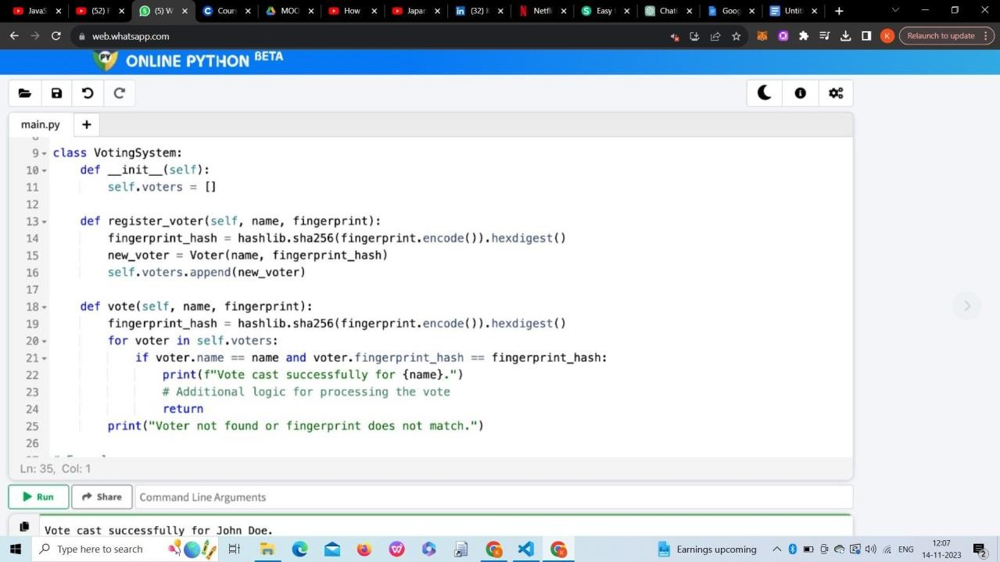 JavaS
(52) F
(5) W
Cours
MOO
How
Japan
(32) K
Netfli
Easy t
Chat
Goog
Untit
web.whatsapp.com
K
Relaunch to update
PY ONLINE PYTHON BETA
main.py
9 class VotingSystem:
10 def __init__(self):
11 self.voters = []
12
13 def register_voter(self, name, fingerprint):
14 fingerprint_hash = hashlib.sha256(fingerprint.encode()).hexdigest()
15 new_voter = Voter(name, fingerprint_hash)
16 self.voters.append(new_voter)
17
18 def vote(self, name, fingerprint):
19 fingerprint_hash = hashlib.sha256(fingerprint.encode()).hexdigest()
20 for voter in self.voters:
21 if voter.name == name and voter.fingerprint_hash == fingerprint_hash:
22 print(f"Vote cast successfully for {name}.")
23 # Additional logic for processing the vote
24 return
25 print("Voter not found or fingerprint does not match.")
26
Ln: 35, Col: 1
Run Share Command Line Arguments
Vote cast successfully for John Doe.
Type here to search
Earnings upcoming
ENG
12:07
14-11-2023
2